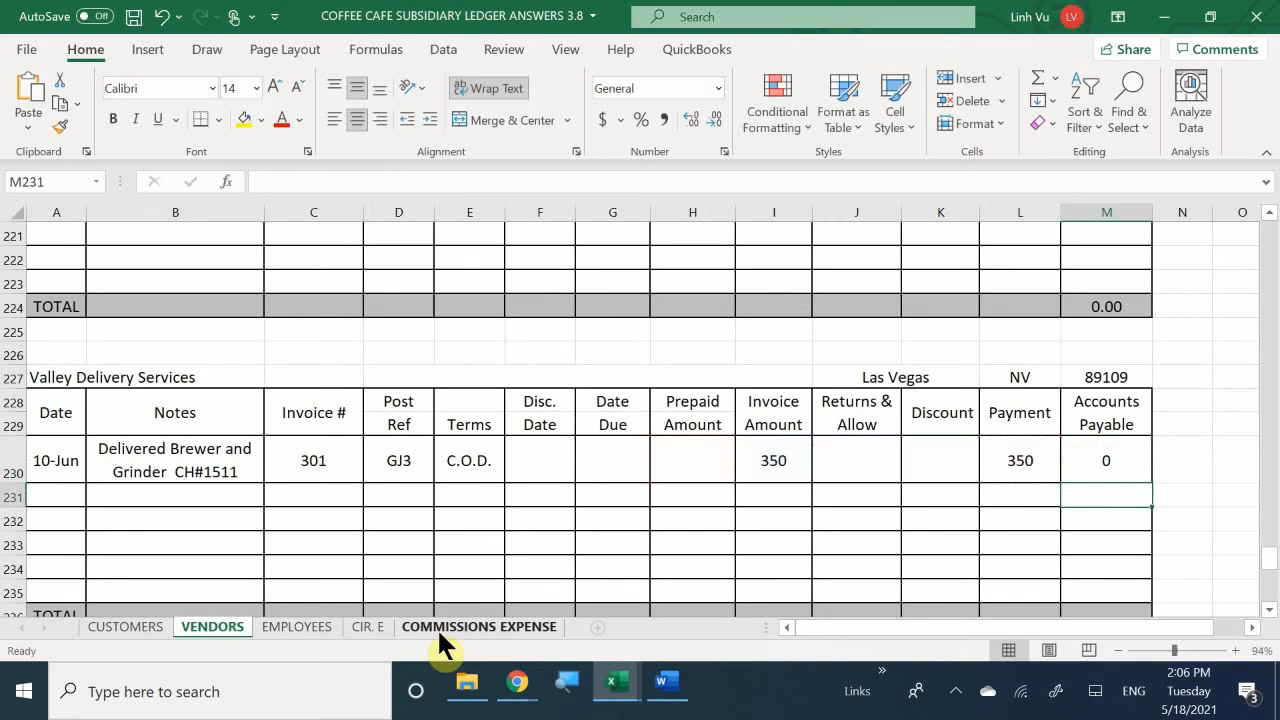 AutoSave Off
COFFEE CAFE SUBSIDIARY LEDGER ANSWERS 3.8
Search
Linh Vu LV
File Home Insert Draw Page Layout Formulas Data Review View Help QuickBooks
Share Comments
Paste
Calibri 14
B I U A
Wrap Text
Merge & Center
General
$ %
Conditional
Formatting
Format as
Table
Cell
Styles
Insert
Delete
Format
Sort &
Filter
Find &
Select
Analyze
Data
Clipboard Font Alignment Number Styles Cells Editing Analysis
M231 fx
A B C D E F G H I J K L M N O
221
222
223
224 TOTAL 0.00
225
226
227 Valley Delivery Services Las Vegas NV 89109
228 Post Disc. Date Prepaid Invoice Returns & Accounts
Date Notes Invoice # Discount Payment
229 Ref Terms Date Due Amount Amount Allow Payable
Delivered Brewer and
10-Jun 301 GJ3 C.O.D. 350 350 0
230 Grinder CH#1511
231
232
233
234
235
236 TOTAL
CUSTOMERS VENDORS EMPLOYEES CIR. E COMMISSIONS EXPENSE
Ready 94%
Type here to search
Links
ENG
2:06 PM
Tuesday
5/18/2021
3